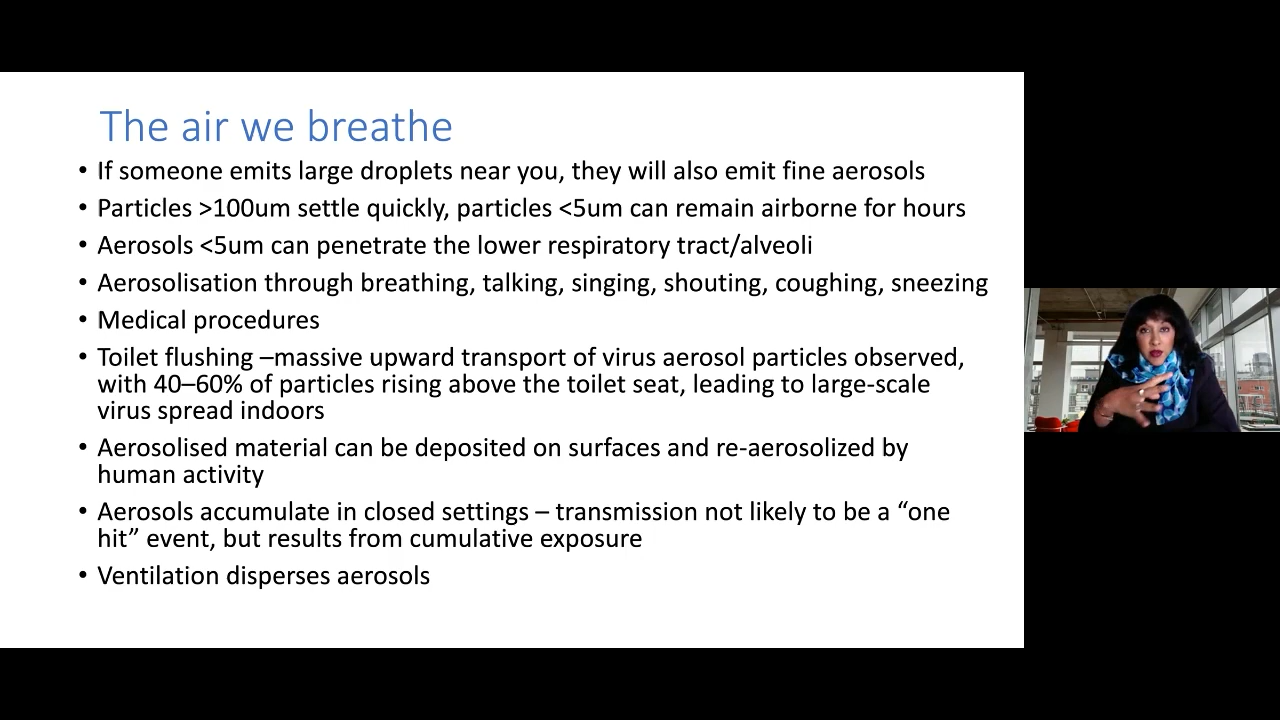 The air we breathe
• If someone emits large droplets near you, they will also emit fine aerosols
• Particles >100um settle quickly, particles <5um can remain airborne for hours
• Aerosols <5um can penetrate the lower respiratory tract/alveoli
• Aerosolisation through breathing, talking, singing, shouting, coughing, sneezing
• Medical procedures
• Toilet flushing –massive upward transport of virus aerosol particles observed,
with 40–60% of particles rising above the toilet seat, leading to large-scale
virus spread indoors
• Aerosolised material can be deposited on surfaces and re-aerosolized by
human activity
• Aerosols accumulate in closed settings – transmission not likely to be a “one
hit” event, but results from cumulative exposure
• Ventilation disperses aerosols